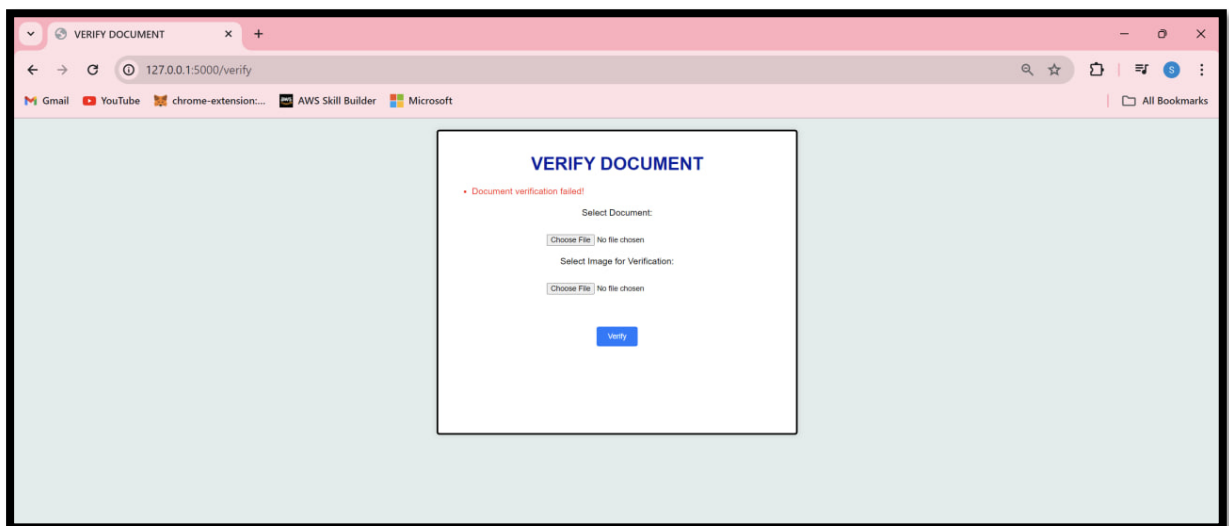 VERIFY DOCUMENT
127.0.0.1:5000/verify
S
Gmail YouTube chrome-extension:... aws AWS Skill Builder Microsoft All Bookmarks
VERIFY DOCUMENT
• Document verification failed!
Select Document:
Choose File No file chosen
Select Image for Verification:
Choose File No file chosen
Verify